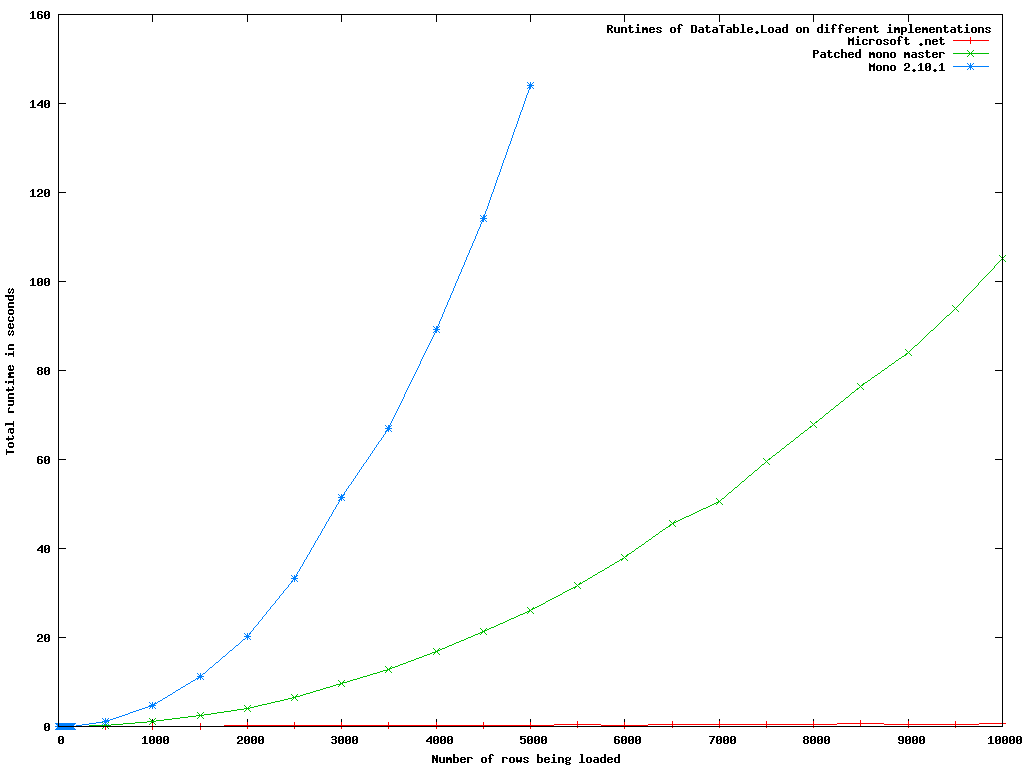 160
140
120
100
80
60
40
20
0
Total runtime in seconds
Runtimes of DataTable.Load on different implementations
Microsoft .net
Patched mono master
Mono 2.10.1
0 1000 2000 3000 4000 5000 6000 7000 8000 9000 10000
Number of rows being loaded